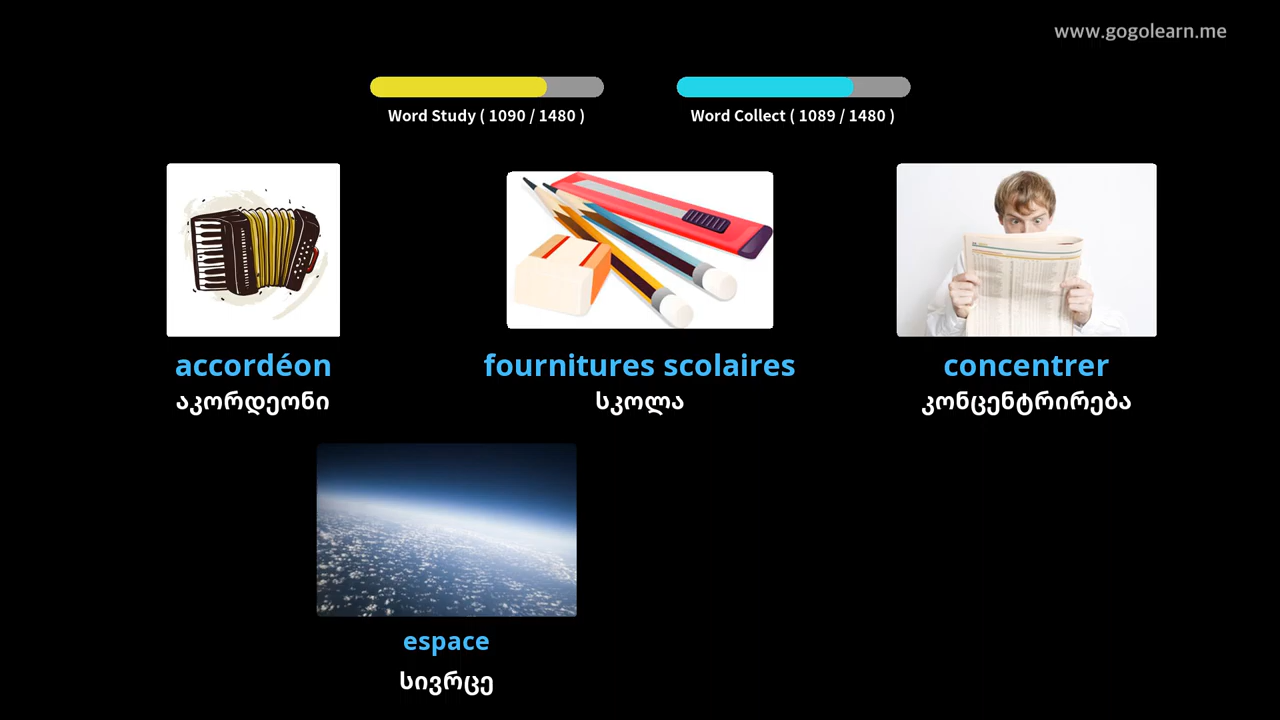 www.gogolearn.me
Word Study ( 1090 / 1480 )
Word Collect ( 1089 / 1480 )
accordéon
აკორდეონი
fournitures scolaires
სკოლა
concentrer
კონცენტრირება
espace
სივრცე